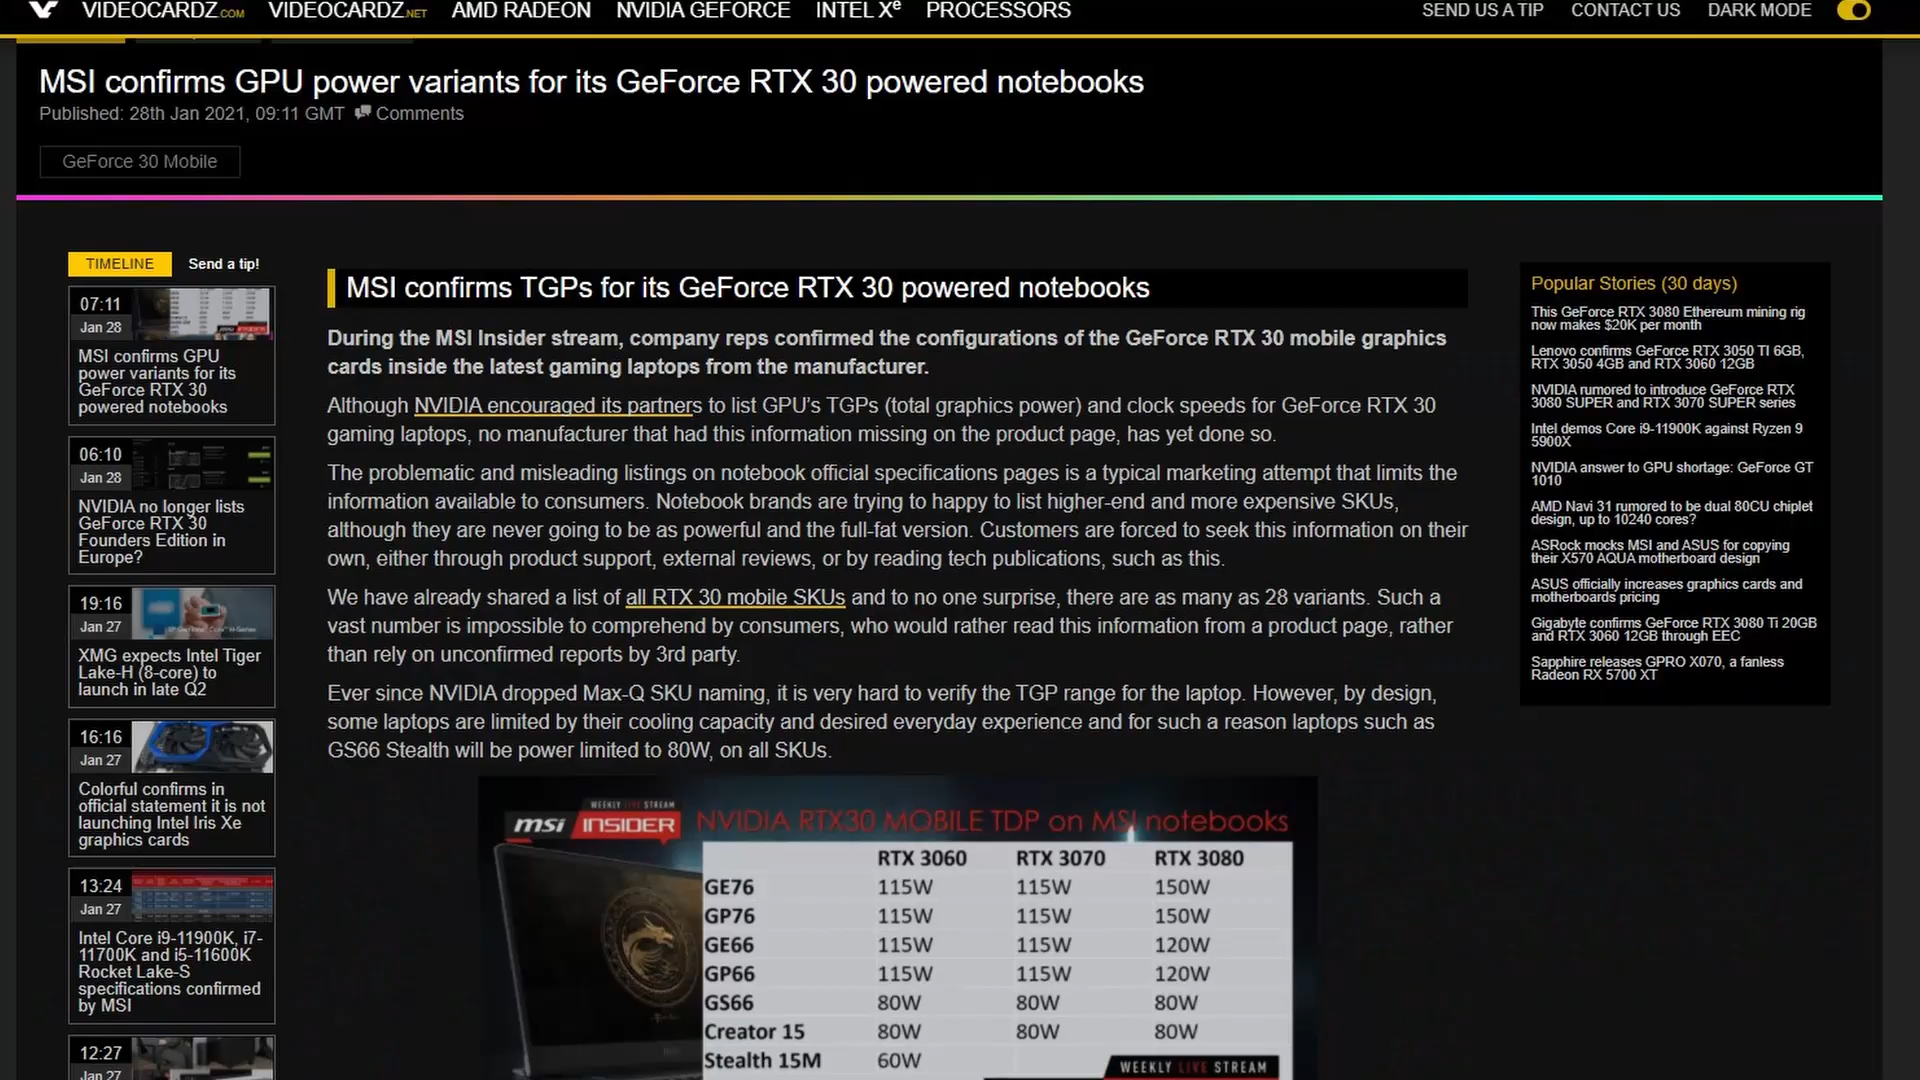 VIDEOCARDZ.COM VIDEOCARDZ.NET AMD RADEON NVIDIA GEFORCE INTEL Xe PROCESSORS SEND US A TIP CONTACT US DARK MODE
MSI confirms GPU power variants for its GeForce RTX 30 powered notebooks
Published: 28th Jan 2021, 09:11 GMT Comments
GeForce 30 Mobile
TIMELINE Send a tip!
07:11
Jan 28
MSI confirms GPU
power variants for its
GeForce RTX 30
powered notebooks
06:10
Jan 28
NVIDIA no longer lists
GeForce RTX 30
Founders Edition in
Europe?
19:16
Jan 27
XMG expects Intel Tiger
Lake-H (8-core) to
launch in late Q2
16:16
Jan 27
Colorful confirms in
official statement it is not
launching Intel Iris Xe
graphics cards
13:24
Jan 27
Intel Core i9-11900K, i7-
11700K and i5-11600K
Rocket Lake-S
specifications confirmed
by MSI
12:27
Jan 27
MSI confirms TGPs for its GeForce RTX 30 powered notebooks
During the MSI Insider stream, company reps confirmed the configurations of the GeForce RTX 30 mobile graphics
cards inside the latest gaming laptops from the manufacturer.
Although NVIDIA encouraged its partners to list GPU's TGPs (total graphics power) and clock speeds for GeForce RTX 30
gaming laptops, no manufacturer that had this information missing on the product page, has yet done so.
The problematic and misleading listings on notebook official specifications pages is a typical marketing attempt that limits the
information available to consumers. Notebook brands are trying to happy to list higher-end and more expensive SKUs,
although they are never going to be as powerful and the full-fat version. Customers are forced to seek this information on their
own, either through product support, external reviews, or by reading tech publications, such as this.
We have already shared a list of all RTX 30 mobile SKUs and to no one surprise, there are as many as 28 variants. Such a
vast number is impossible to comprehend by consumers, who would rather read this information from a product page, rather
than rely on unconfirmed reports by 3rd party.
Ever since NVIDIA dropped Max-Q SKU naming, it is very hard to verify the TGP range for the laptop. However, by design,
some laptops are limited by their cooling capacity and desired everyday experience and for such a reason laptops such as
GS66 Stealth will be power limited to 80W, on all SKUs.
WEEKLY LIVE STREAM
msi INSIDER NVIDIA RTX30 MOBILE TDP on MSI notebooks
RTX 3060 RTX 3070 RTX 3080
GE76 115W 115W 150W
GP76 115W 115W 150W
GE66 115W 115W 120W
GP66 115W 115W 120W
GS66 80W 80W 80W
Creator 15 80W 80W 80W
Stealth 15M 60W
WEEKLY LIVE STREAM
Popular Stories (30 days)
This GeForce RTX 3080 Ethereum mining rig
now makes $20K per month
Lenovo confirms GeForce RTX 3050 TI 6GB,
RTX 3050 4GB and RTX 3060 12GB
NVIDIA rumored to introduce GeForce RTX
3080 SUPER and RTX 3070 SUPER series
Intel demos Core i9-11900K against Ryzen 9
5900X
NVIDIA answer to GPU shortage: GeForce GT
1010
AMD Navi 31 rumored to be dual 80CU chiplet
design, up to 10240 cores?
ASRock mocks MSI and ASUS for copying
their X570 AQUA motherboard design
ASUS officially increases graphics cards and
motherboards pricing
Gigabyte confirms GeForce RTX 3080 Ti 20GB
and RTX 3060 12GB through EEC
Sapphire releases GPRO X070, a fanless
Radeon RX 5700 XT